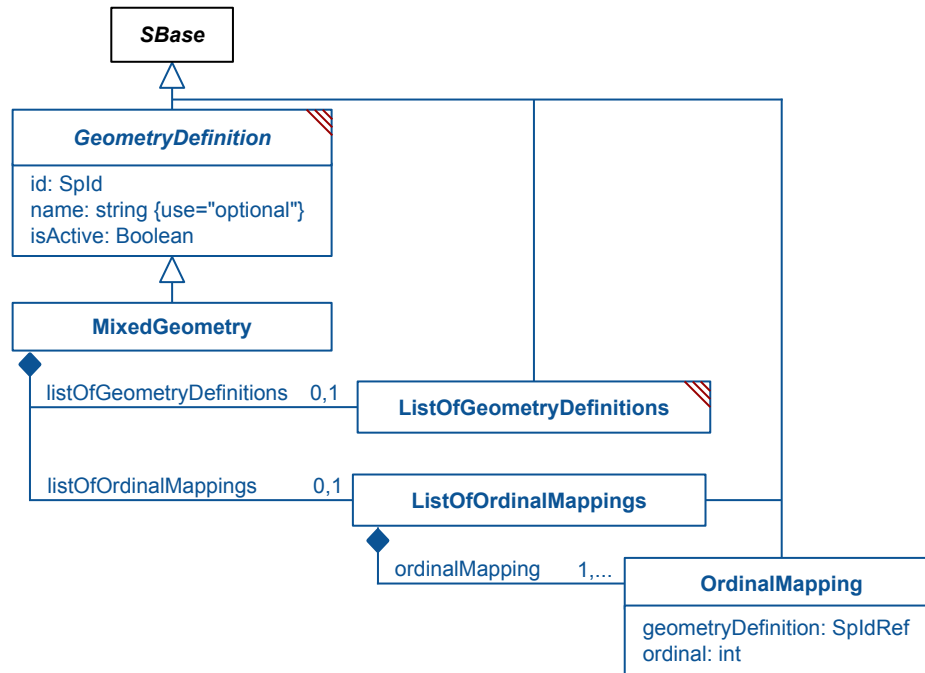 SBase
GeometryDefinition
id: SpId
name: string {use="optional"}
isActive: Boolean
MixedGeometry
listOfGeometryDefinitions 0,1
ListOfGeometryDefinitions
listOfOrdinalMappings 0,1
ListOfOrdinalMappings
ordinalMapping 1,...
OrdinalMapping
geometryDefinition: SpIdRef
ordinal: int